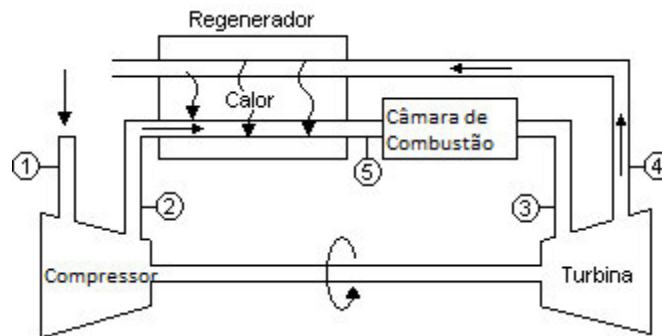 Regenerador
Calor
Câmara de
Combustão
1
2
5
3
4
Compressor
Turbina